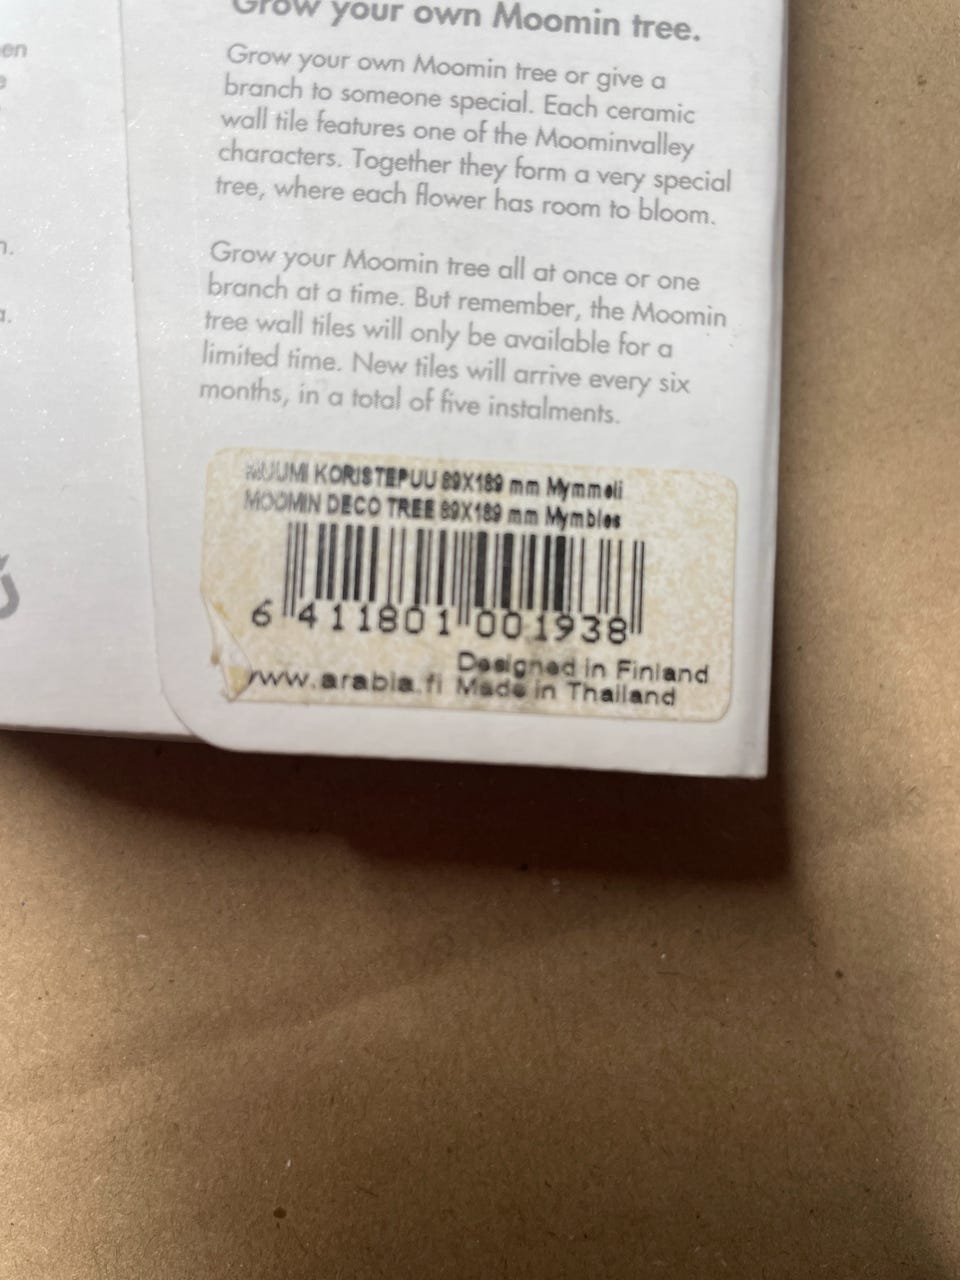 en
Grow your own Moomin tree.
Grow your own Moomin tree or give a
branch to someone special. Each ceramic
wall tile features one of the Moominvalley
characters. Together they form a very special
tree, where each flower has room to bloom.
n.
Grow your Moomin tree all at once or one
branch at a time. But remember, the Moomin
tree wall tiles will only be available for a
limited time. New tiles will arrive every six
months, in a total of five instalments.
MUUMI KORISTEPUU 89X189 mm Mymmeli
MOOMIN DECO TREE 89X189 mm Mymbles
6 411801 001938
Designed in Finland
www.arabia.fi Made in Thailand